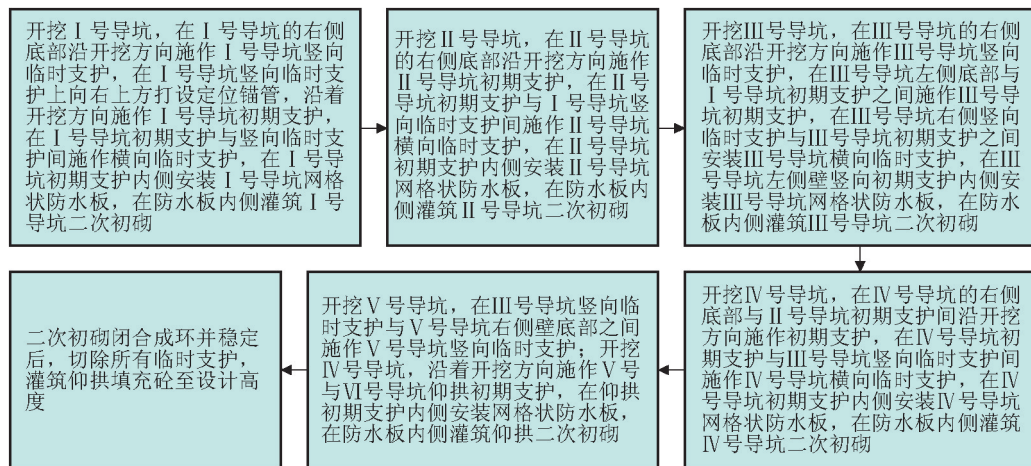 开挖Ⅰ号导坑，在Ⅰ号导坑的右侧
底部沿开挖方向施作Ⅰ号导坑竖向
临时支护，在Ⅰ号导坑竖向临时支
护上向右上方打设定位锚管，沿着
开挖方向施作Ⅰ号导坑初期支护，
在Ⅰ号导坑初期支护与竖向临时支
护间施作横向临时支护，在Ⅰ号导
坑初期支护内侧安装Ⅰ号导坑网格
状防水板，在防水板内侧灌筑Ⅰ号
导坑二次初砌
开挖Ⅱ号导坑，在Ⅱ号导坑
的右侧底部沿开挖方向施作
Ⅱ号导坑初期支护，在Ⅱ号
导坑初期支护与Ⅰ号导坑竖
向临时支护间施作Ⅱ号导坑
横向临时支护，在Ⅱ号导坑
初期支护内侧安装Ⅱ号导坑
网格状防水板，在防水板内
侧灌筑Ⅱ号导坑二次初砌
开挖Ⅲ号导坑，在Ⅲ号导坑的右侧
底部沿开挖方向施作Ⅲ号导坑竖向
临时支护，在Ⅲ号导坑左侧底部与
Ⅰ号导坑初期支护之间施作Ⅲ号导
坑初期支护，在Ⅲ号导坑右侧竖向
临时支护与Ⅲ号导坑初期支护之间
安装Ⅲ号导坑横向临时支护，在Ⅲ
号导坑左侧壁竖向初期支护内侧安
装Ⅲ号导坑网格状防水板，在防水
板内侧灌筑Ⅲ号导坑二次初砌
开挖Ⅳ号导坑，在Ⅳ号导坑的右侧
底部与Ⅱ号导坑初期支护间沿开挖
方向施作初期支护，在Ⅳ号导坑初
期支护与Ⅲ号导坑竖向临时支护间
施作Ⅳ号导坑横向临时支护，在Ⅳ
号导坑初期支护内侧安装Ⅳ号导坑
网格状防水板，在防水板内侧灌筑
Ⅳ号导坑二次初砌
开挖Ⅴ号导坑，在Ⅲ号导坑竖向临
时支护与Ⅴ号导坑右侧壁底部之间
施作Ⅴ号导坑竖向临时支护；开挖
Ⅳ号导坑，沿着开挖方向施作Ⅴ号
与Ⅵ号导坑仰拱初期支护，在仰拱
初期支护内侧安装网格状防水板，
在防水板内侧灌筑仰拱二次初砌
二次初砌闭合成环并稳定
后，切除所有临时支护，
灌筑仰拱填充砼至设计高
度